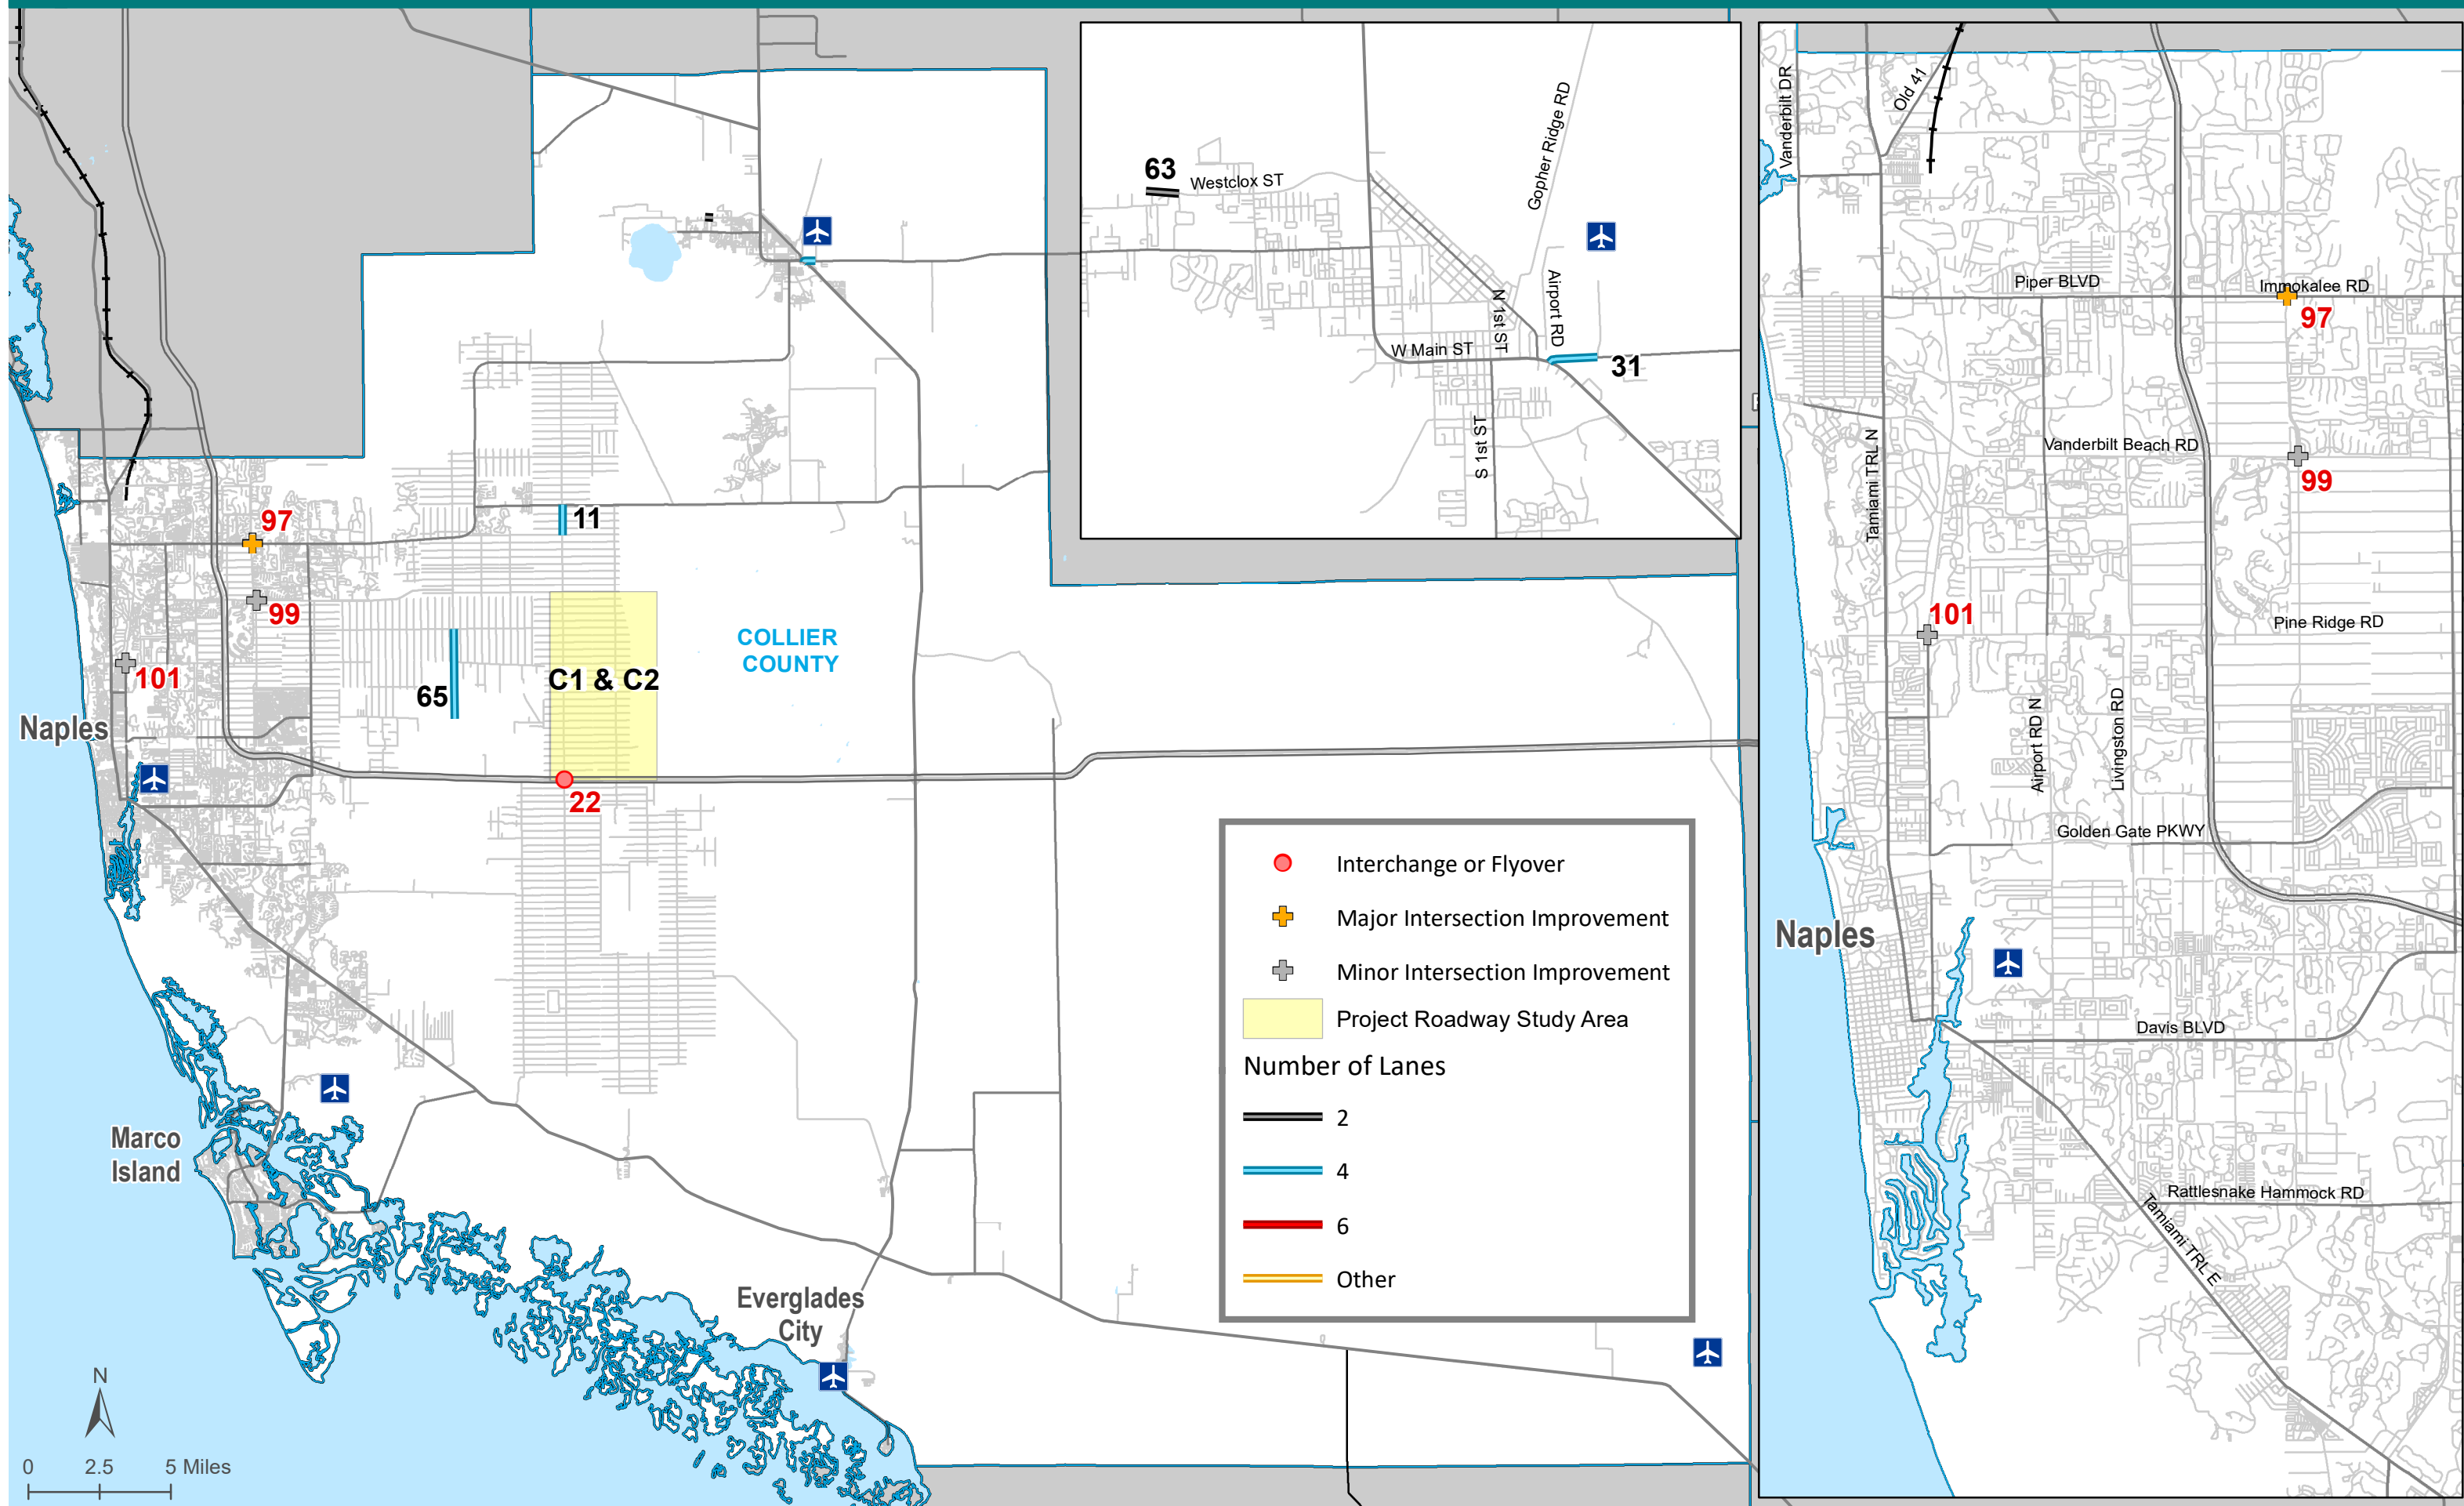 63
Westclox ST
Gopher Ridge RD
Airport RD
N 1st ST
W Main ST
31
S 1st ST
Vanderbilt DR
Old 41
Piper BLVD
Immokalee RD
97
Tamiami TRL N
Vanderbilt Beach RD
99
101
Pine Ridge RD
Airport RD N
Livingston RD
Golden Gate PKWY
Naples
Davis BLVD
Rattlesnake Hammock RD
Tamiami TRL E
97
11
99
101
65
C1 & C2
COLLIER
COUNTY
Naples
22
Marco
Island
Everglades
City
Interchange or Flyover
Major Intersection Improvement
Minor Intersection Improvement
Project Roadway Study Area
Number of Lanes
2
4
6
Other
N
0 2.5 5 Miles